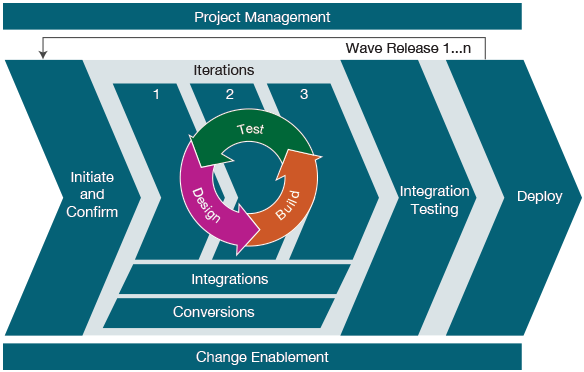 Project Management
Wave Release 1...n
Iterations
1 2 3
Test
Design
Build
Initiate
and
Confirm
Integration
Testing
Deploy
Integrations
Conversions
Change Enablement